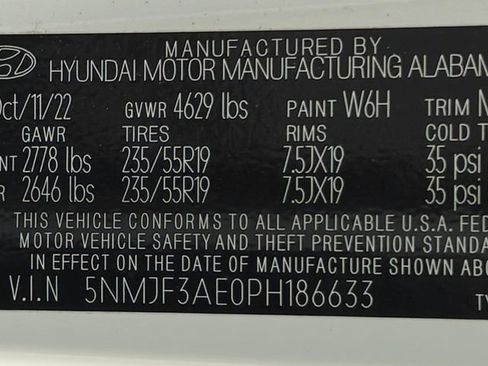 MANUFACTURED BY
HYUNDAI MOTOR MANUFACTURING ALABAM
Oct/11/22 GVWR 4629 lbs PAINT W6H TRIM
GAWR TIRES RIMS COLD T
NT 2778 lbs 235/55R19 7.5JX19 35 psi
R 2646 lbs 235/55R19 7.5JX19 35 psi
THIS VEHICLE CONFORMS TO ALL APPLICABLE U.S.A. FED
MOTOR VEHICLE SAFETY AND THEFT PREVENTION STANDA
IN EFFECT ON THE DATE OF MANUFACTURE SHOWN ABO
V.I.N 5NMJF3AE0PH186633 TY